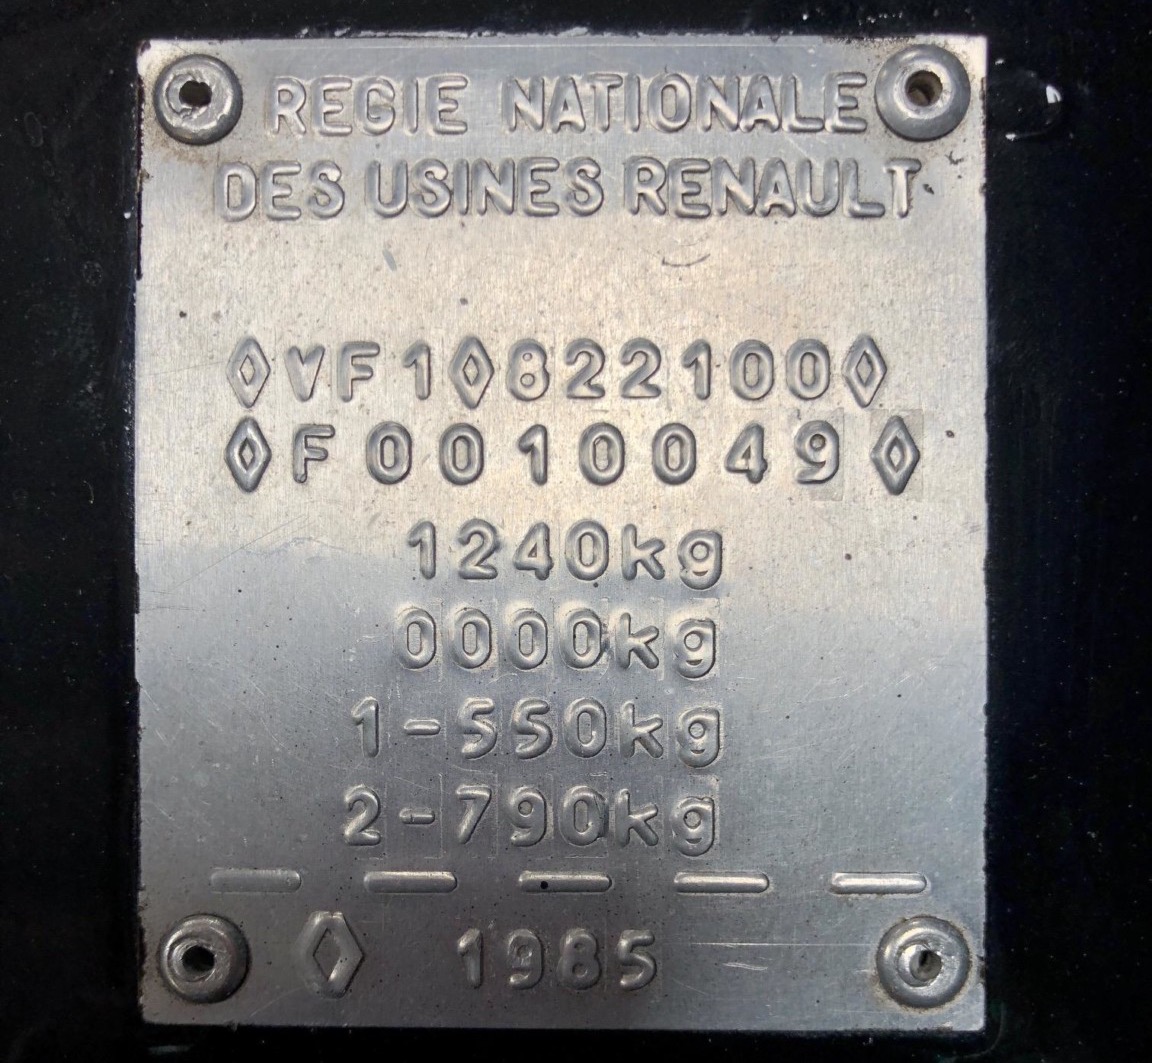 REGIE NATIONALE
DES USINES RENAULT
◊VF1◊822100◊
◊F0010049◊
1240kg
0000kg
1-550kg
2-790kg
1985